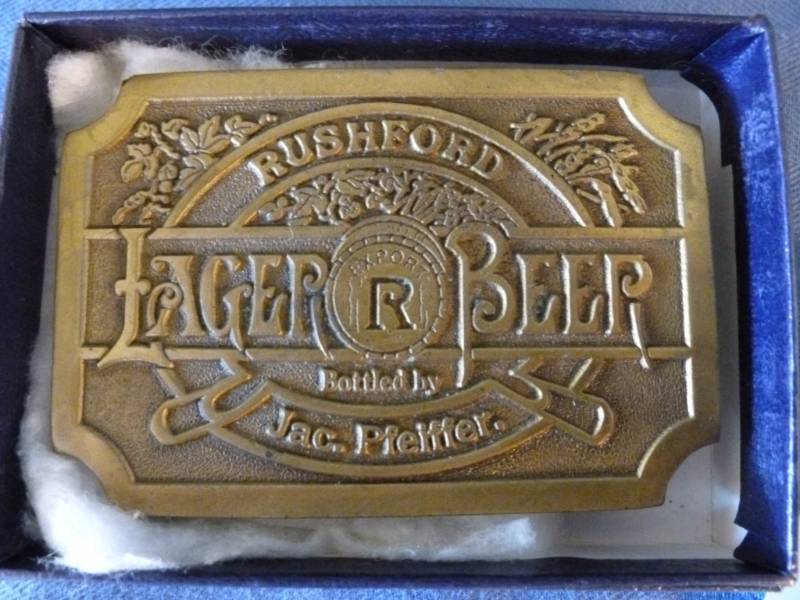 RUSHFORD
LAGER BEER
EXPORT
R
Bottled by
Jac. Pfeiffer.